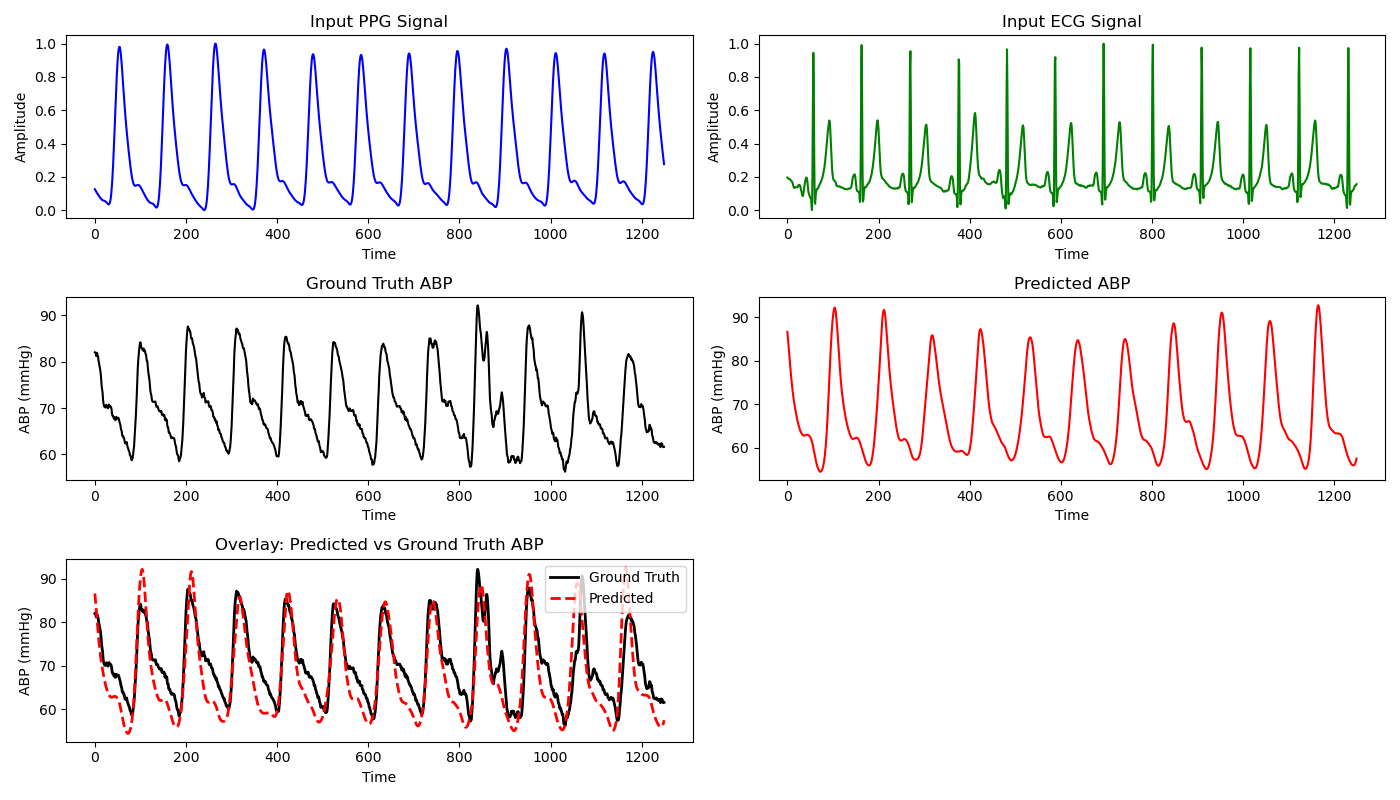 Input PPG Signal
Amplitude
1.0
0.8
0.6
0.4
0.2
0.0
0 200 400 600 800 1000 1200
Time
Input ECG Signal
Amplitude
1.0
0.8
0.6
0.4
0.2
0.0
0 200 400 600 800 1000 1200
Time
Ground Truth ABP
ABP (mmHg)
90
80
70
60
0 200 400 600 800 1000 1200
Time
Predicted ABP
ABP (mmHg)
90
80
70
60
0 200 400 600 800 1000 1200
Time
Overlay: Predicted vs Ground Truth ABP
ABP (mmHg)
90
80
70
60
Ground Truth
Predicted
0 200 400 600 800 1000 1200
Time